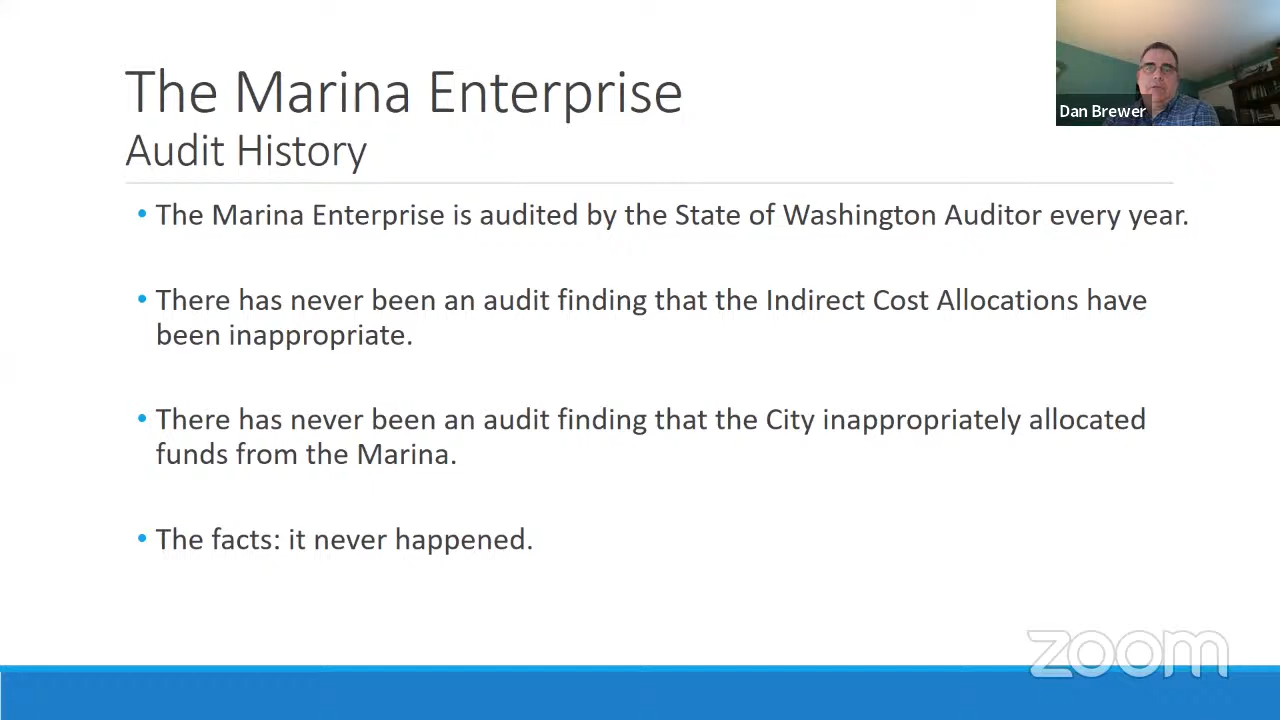 The Marina Enterprise
Audit History
Dan Brewer
• The Marina Enterprise is audited by the State of Washington Auditor every year.
• There has never been an audit finding that the Indirect Cost Allocations have
been inappropriate.
• There has never been an audit finding that the City inappropriately allocated
funds from the Marina.
• The facts: it never happened.
zoom